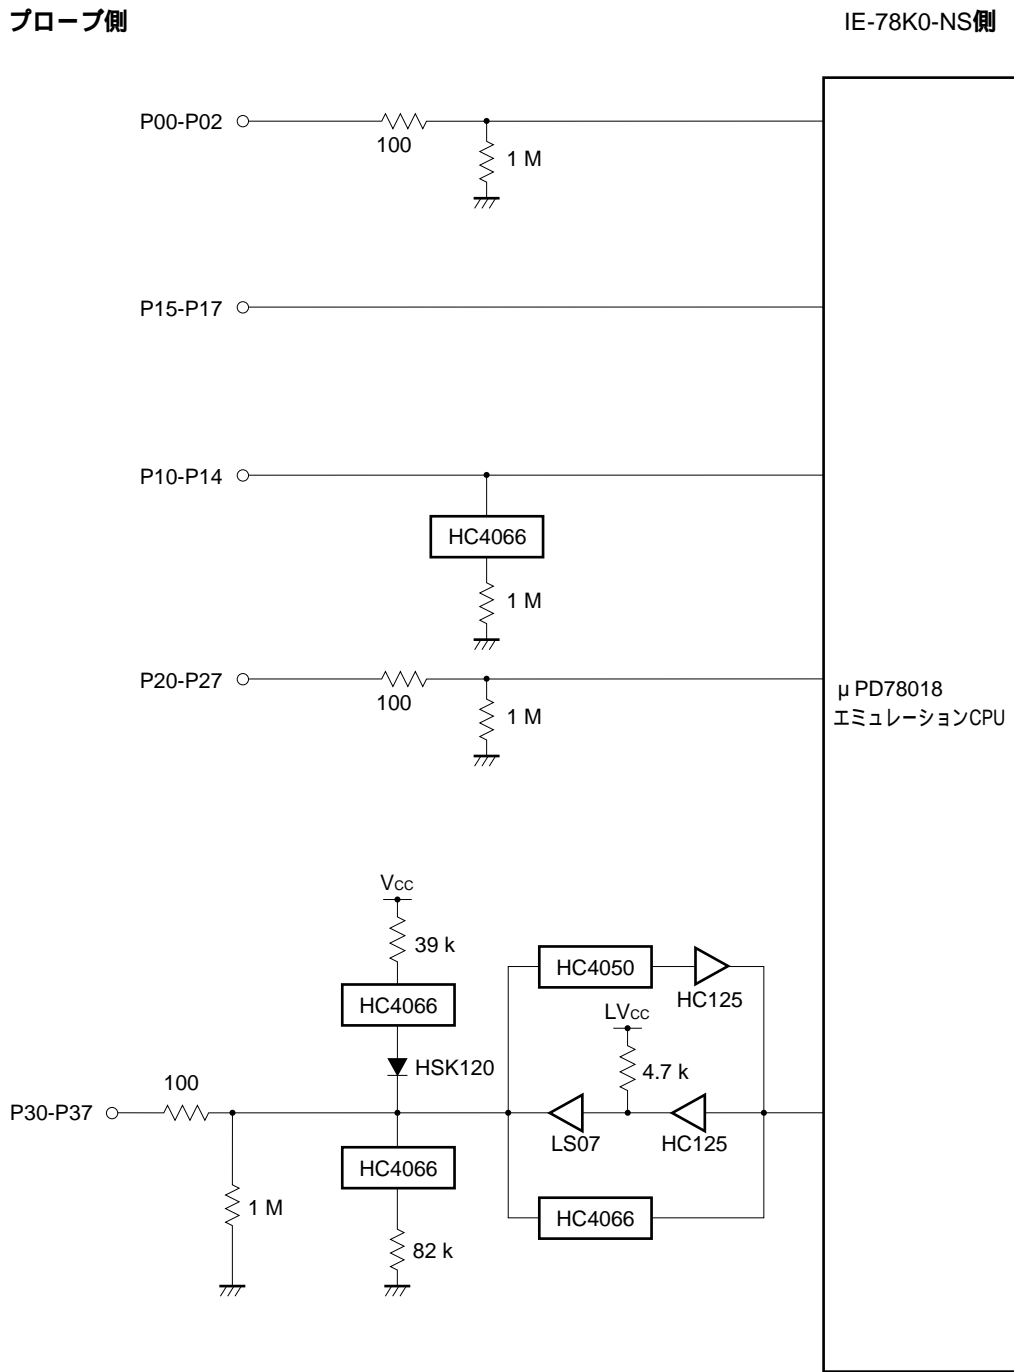 プローブ側
IE-78K0-NS側
P00-P02
100
1 M
P15-P17
P10-P14
HC4066
1 M
P20-P27
100
1 M
μPD78018
エミュレーションCPU
VCC
39 k
HC4050
HC125
HC4066
LVCC
HSK120
4.7 k
100
P30-P37
LS07
HC125
HC4066
1 M
HC4066
82 k